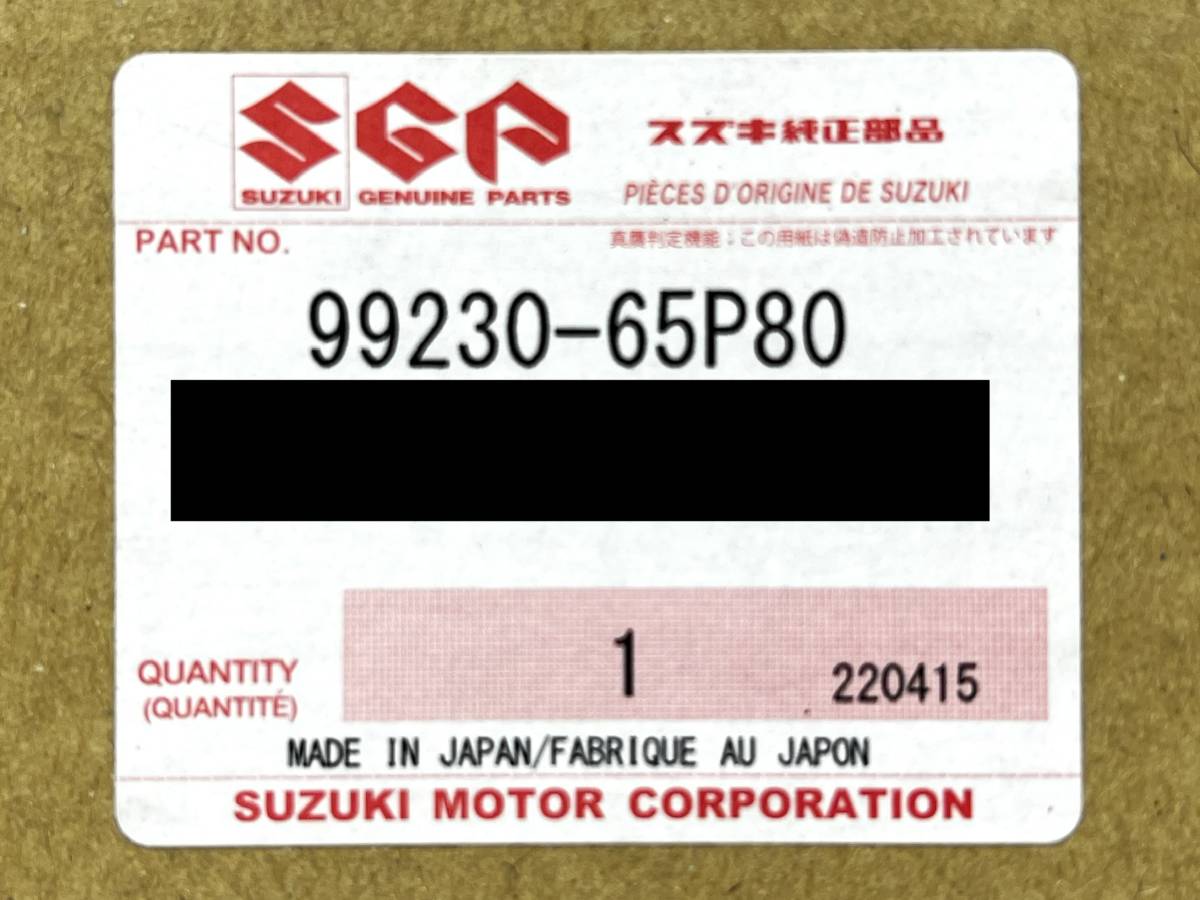 SGP
スズキ純正部品
SUZUKI GENUINE PARTS
PIÈCES D'ORIGINE DE SUZUKI
PART NO.
真贋判定機能：この用紙は偽造防止加工されています
99230-65P80
1
220415
QUANTITY
(QUANTITÉ)
MADE IN JAPAN/FABRIQUE AU JAPON
SUZUKI MOTOR CORPORATION